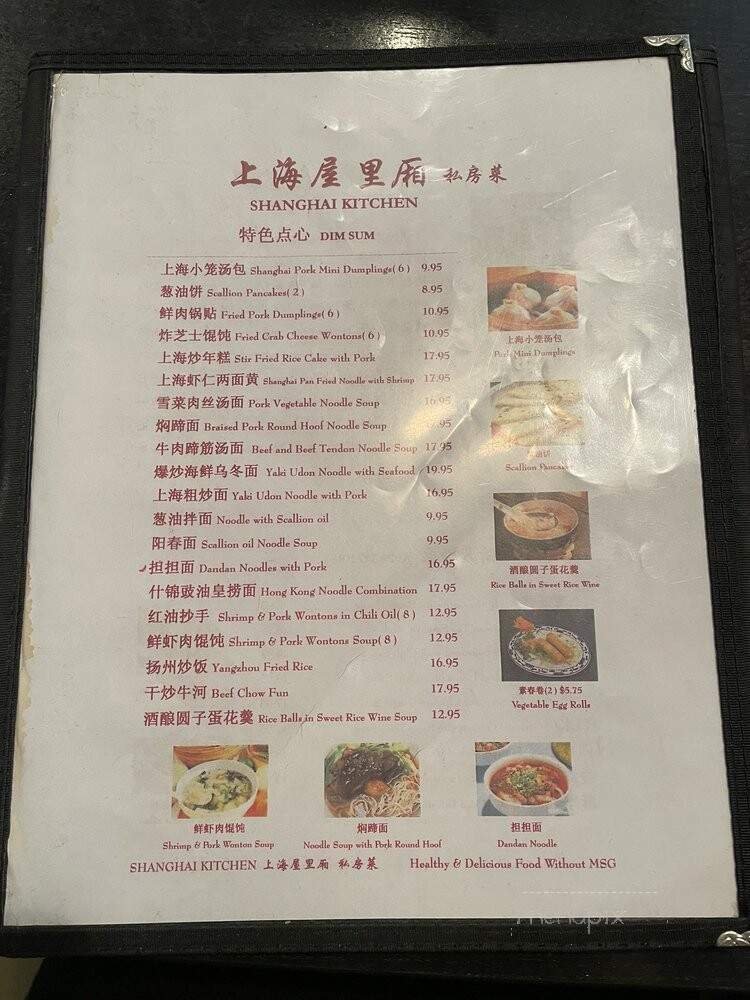 上海屋里厢 私房菜
SHANGHAI KITCHEN
特色点心 DIM SUM
上海小笼汤包 Shanghai Pork Mini Dumplings( 6 ) 9.95
葱油饼 Scallion Pancakes( 2 ) 8.95
鲜肉锅贴 Fried Pork Dumplings( 6 ) 10.95
炸芝士馄饨 Fried Crab Cheese Wontons( 6 ) 10.95
上海炒年糕 Stir Fried Rice Cake with Pork 17.95
上海虾仁两面黄 Shanghai Pan Fried Noodle with Shrimp 17.95
雪菜肉丝汤面 Pork Vegetable Noodle Soup 16.95
焖蹄面 Braised Pork Round Hoof Noodle Soup 95
牛肉蹄筋汤面 Beef and Beef Tendon Noodle Soup 17.95
爆炒海鲜乌冬面 Yaki Udon Noodle with Seafood 19.95
上海粗炒面 Yaki Udon Noodle with Pork 16.95
葱油拌面 Noodle with Scallion oil 9.95
阳春面 Scallion oil Noodle Soup 9.95
担担面 Dandan Noodles with Pork 16.95
什锦豉油皇捞面 Hong Kong Noodle Combination 17.95
红油抄手 Shrimp & Pork Wontons in Chili Oil( 8 ) 12.95
鲜虾肉馄饨 Shrimp & Pork Wontons Soup( 8 ) 12.95
扬州炒饭 Yangzhou Fried Rice 16.95
干炒牛河 Beef Chow Fun 17.95
酒酿圆子蛋花羹 Rice Balls in Sweet Rice Wine Soup 12.95
上海小笼汤包
Pork Mini Dumplings
油饼
Scallion Pancake
酒酿圆子蛋花羹
Rice Balls in Sweet Rice Wine
素春卷(2) $5.75
Vegetable Egg Rolls
鲜虾肉馄饨
Shrimp & Pork Wonton Soup
焖蹄面
Noodle Soup with Pork Round Hoof
担担面
Dandan Noodle
SHANGHAI KITCHEN 上海屋里厢 私房菜 Healthy & Delicious Food Without MSG
menupix